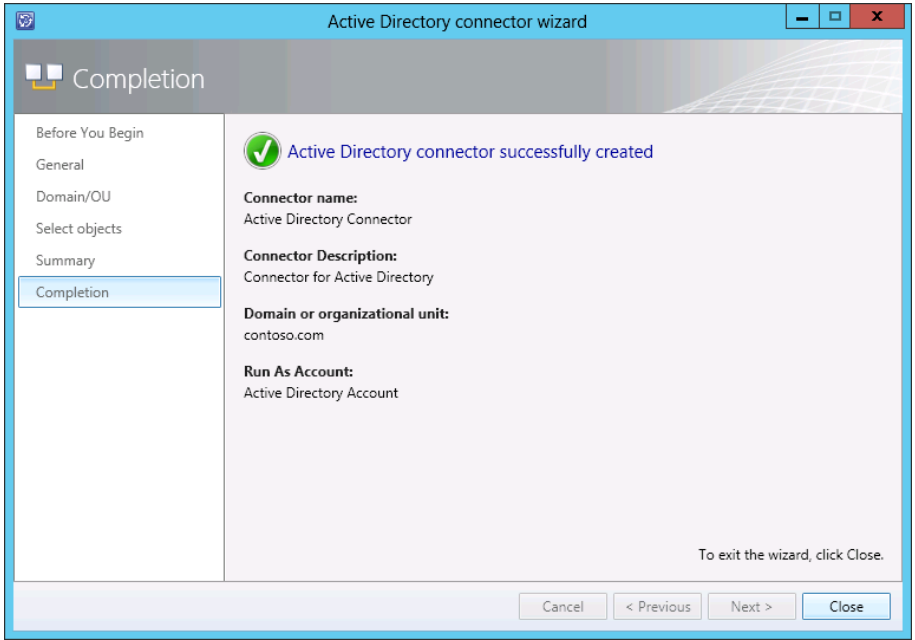 Active Directory connector wizard
Completion
Before You Begin
General
Domain/OU
Select objects
Summary
Completion
Active Directory connector successfully created
Connector name:
Active Directory Connector
Connector Description:
Connector for Active Directory
Domain or organizational unit:
contoso.com
Run As Account:
Active Directory Account
To exit the wizard, click Close.
Cancel
< Previous
Next >
Close